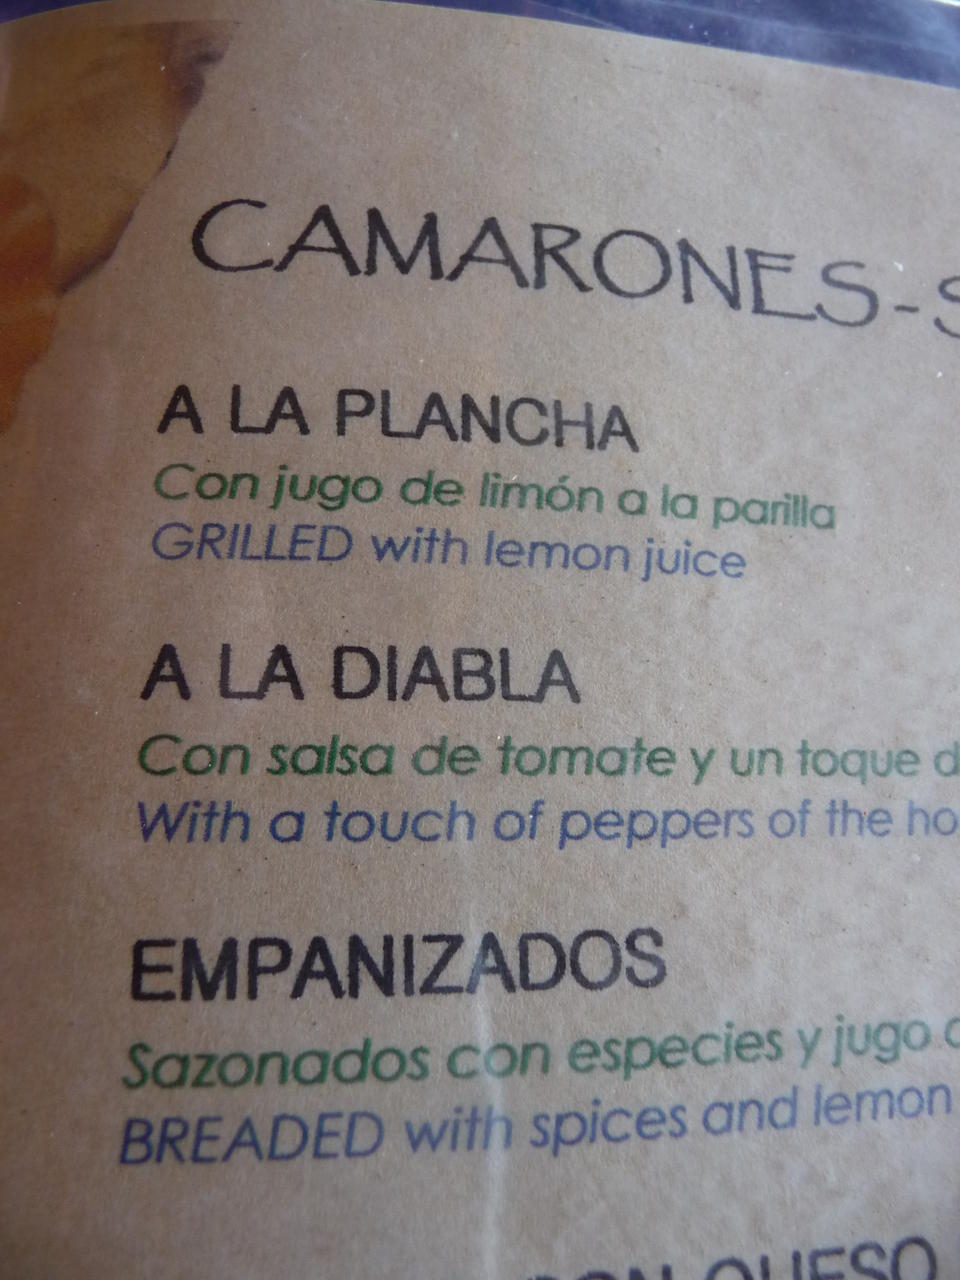 CAMARONES-S
A LA PLANCHA
Con jugo de limón a la parilla
GRILLED with lemon juice
A LA DIABLA
Con salsa de tomate y un toque d
With a touch of peppers of the ho
EMPANIZADOS
Sazonados con especies y jugo d
BREADED with spices and lemon
QUESO